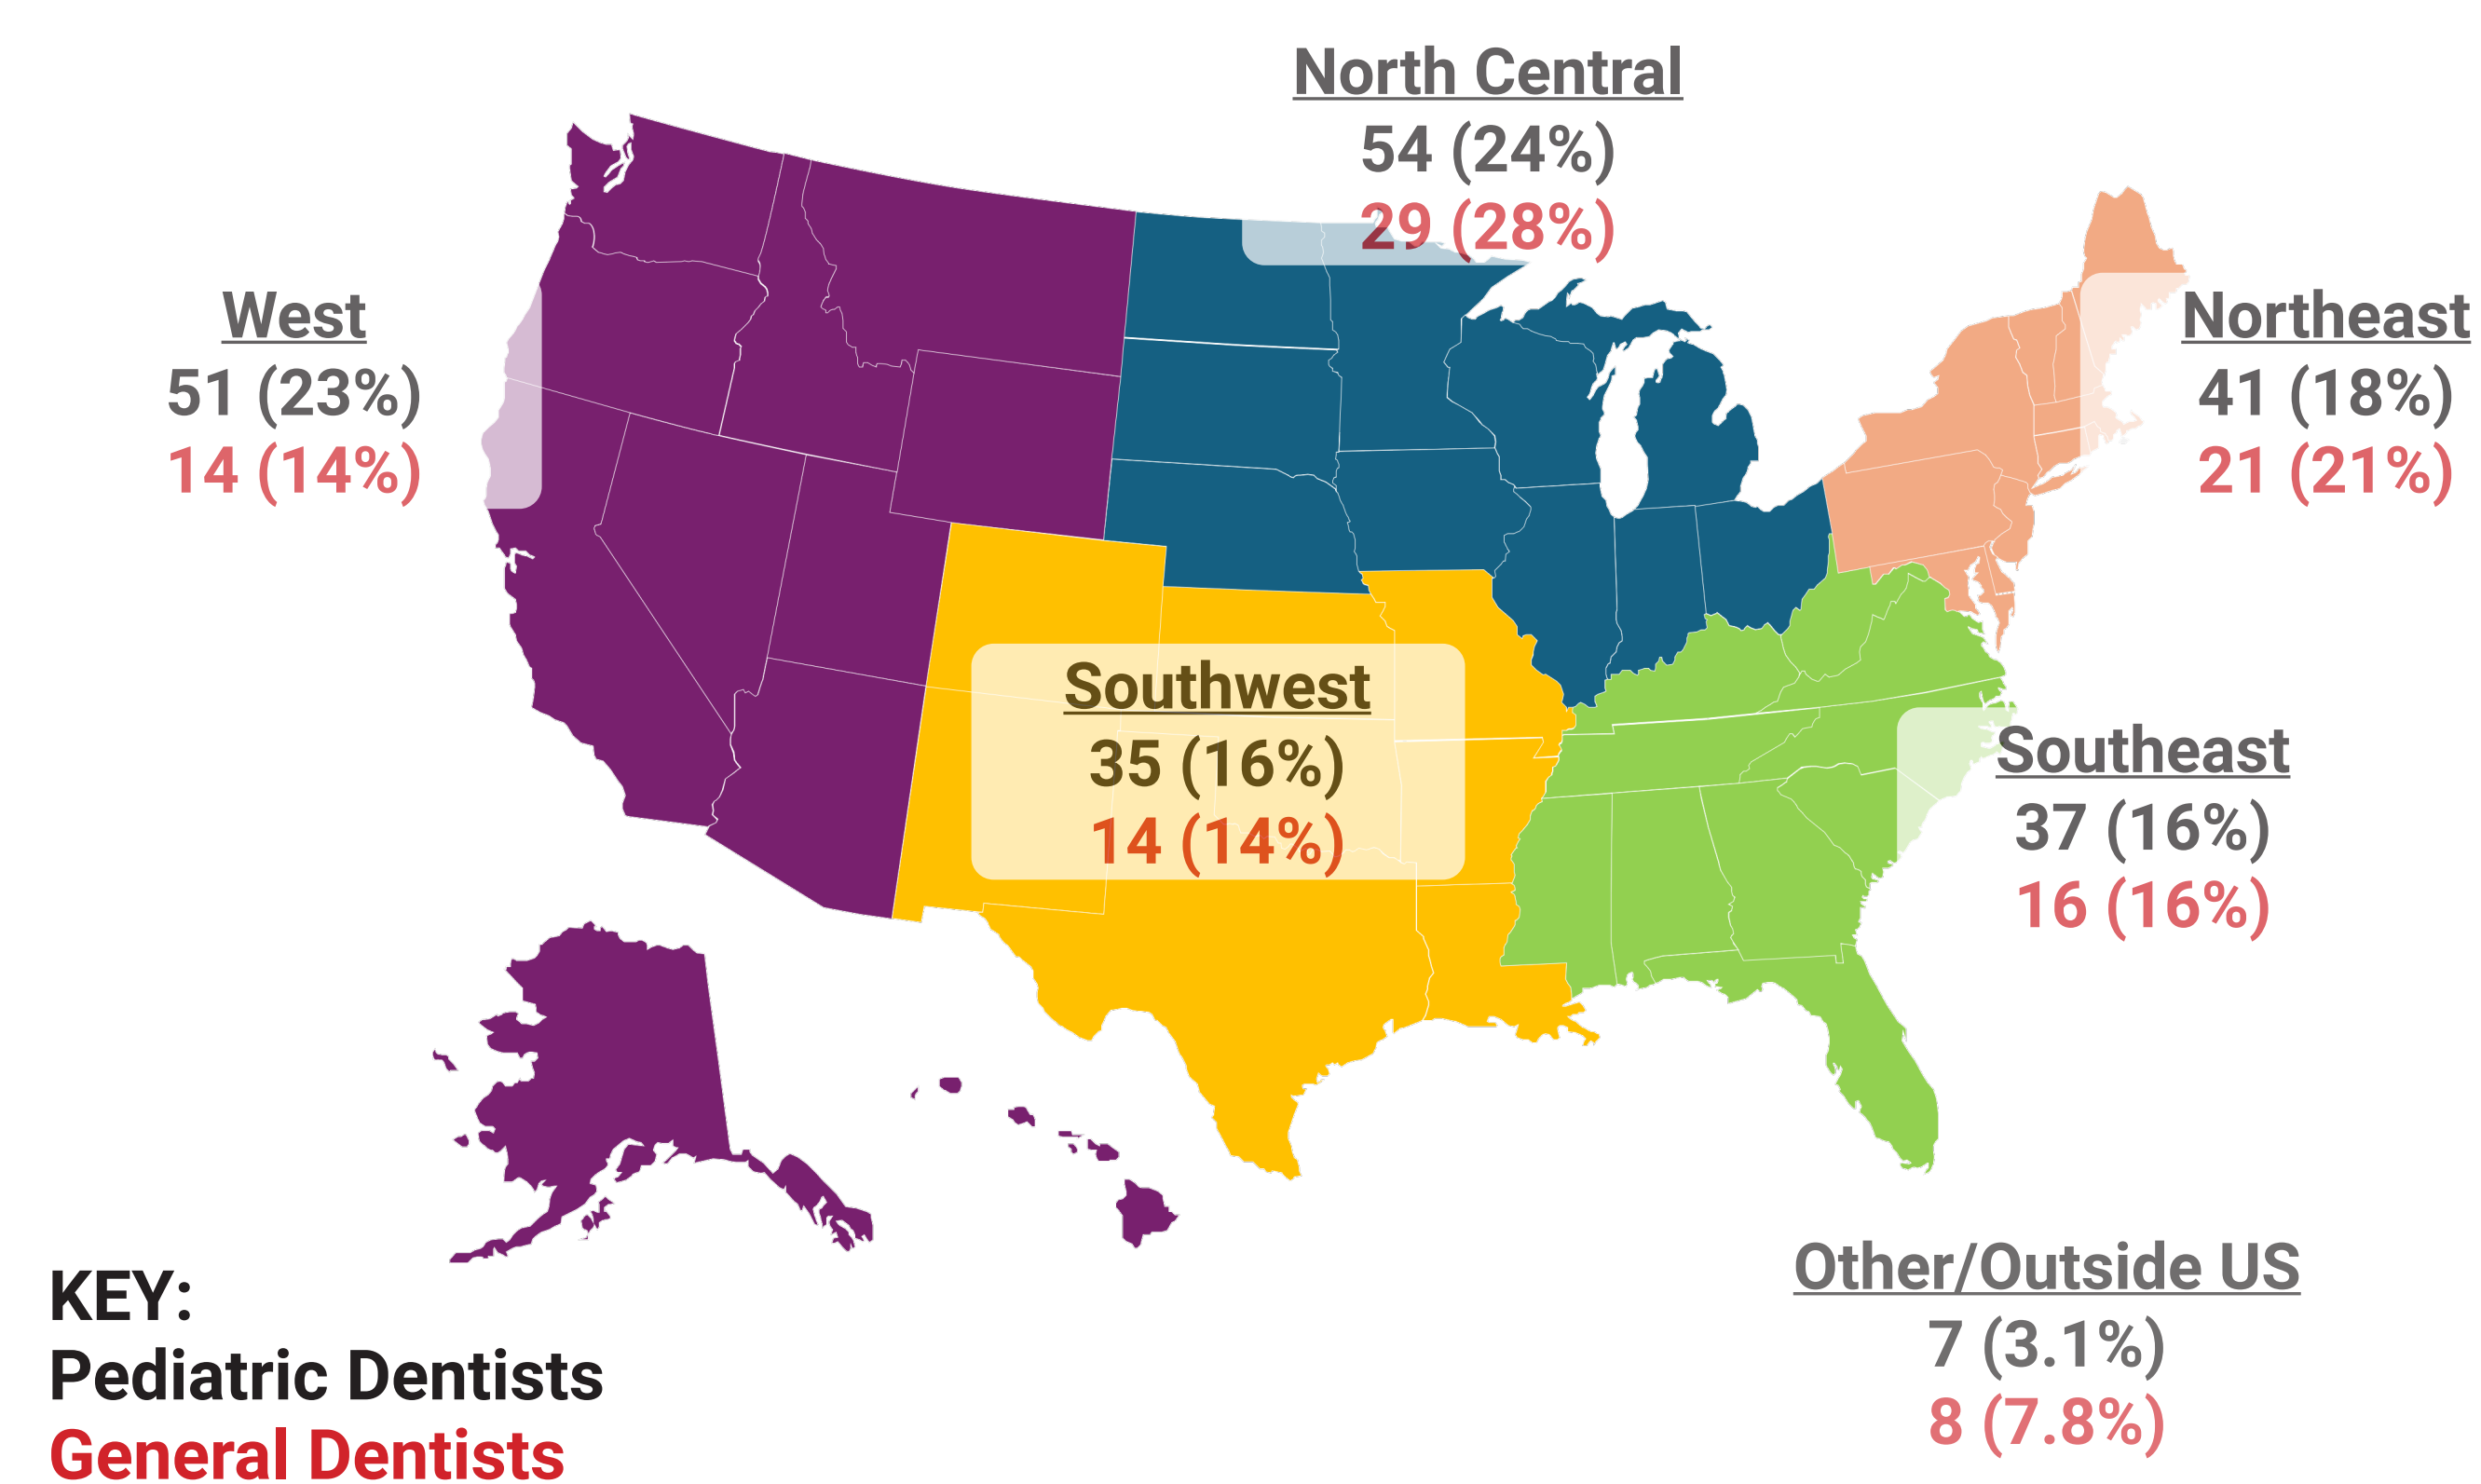 North Central
54 (24%)
29 (28%)
West
51 (23%)
14 (14%)
Northeast
41 (18%)
21 (21%)
Southwest
35 (16%)
14 (14%)
Southeast
37 (16%)
16 (16%)
Other/Outside US
7 (3.1%)
8 (7.8%)
KEY:
Pediatric Dentists
General Dentists